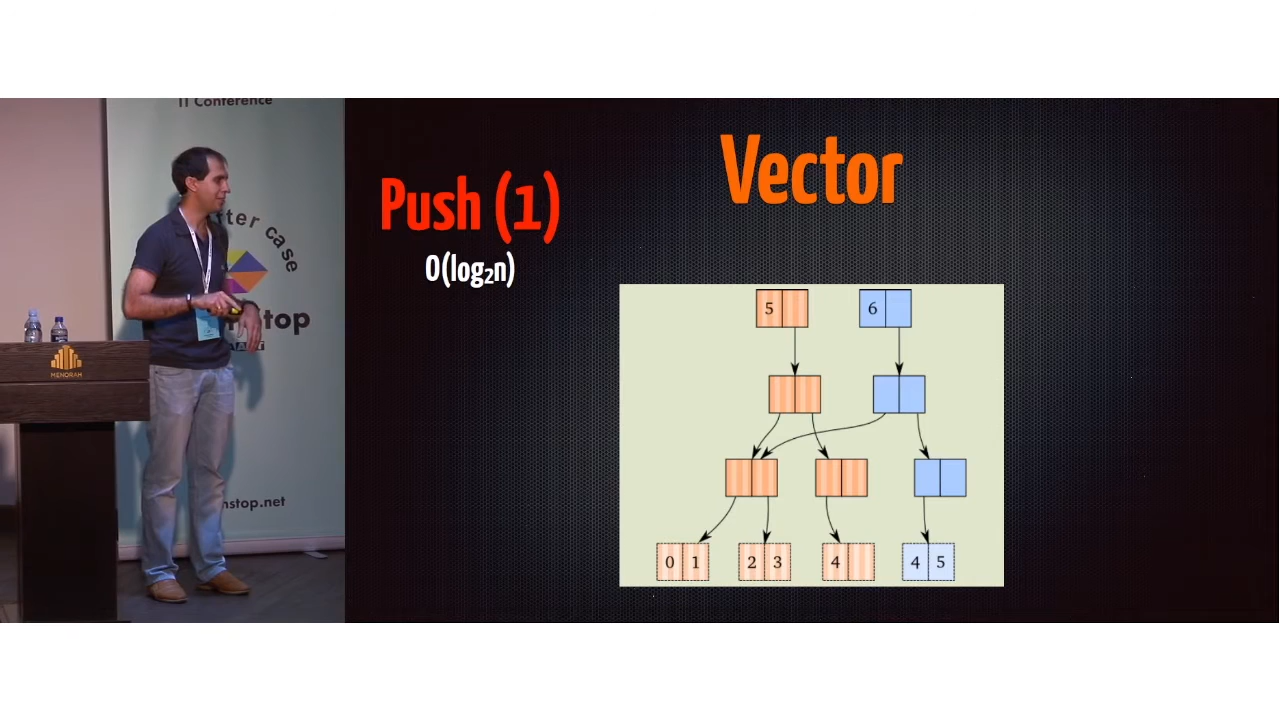 IT Conference
tter case
nstop
MENORAH
nstop.net
Vector
Push (1)
O(log₂n)
5
6
0 1
2 3
4
4 5